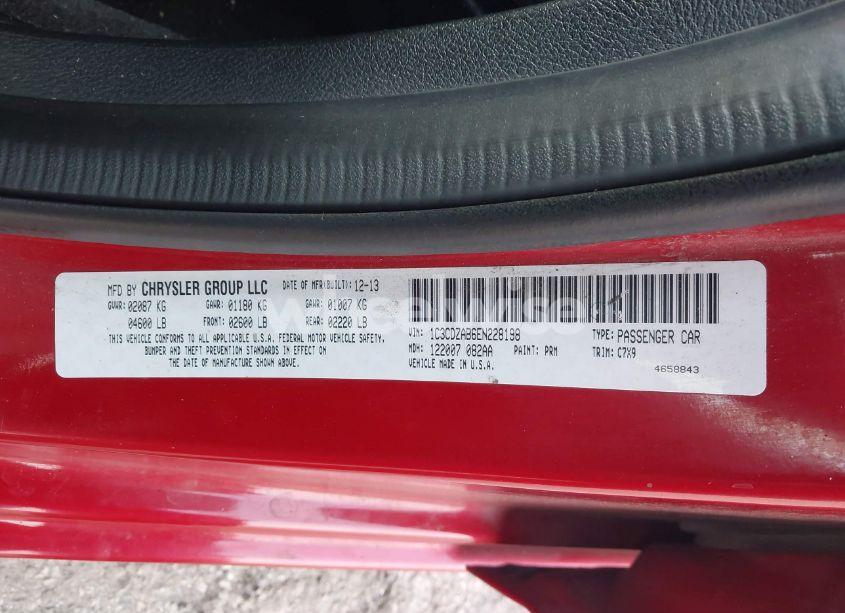 MFD BY CHRYSLER GROUP LLC DATE OF MFR(BUILT): 12-13
GVWR: 02087 KG GAWR: 01180 KG GAWR: 01007 KG
04600 LB FRONT: 02600 LB REAR: 02220 LB
THIS VEHICLE CONFORMS TO ALL APPLICABLE U.S.A. FEDERAL MOTOR VEHICLE SAFETY,
BUMPER AND THEFT PREVENTION STANDARDS IN EFFECT ON
THE DATE OF MANUFACTURE SHOWN ABOVE.
VIN: 1C3CDZAB6EN228198 TYPE: PASSENGER CAR
MDH: 122007 082AA PAINT: PRM TRIM: C7X9
VEHICLE MADE IN U.S.A. 4658843